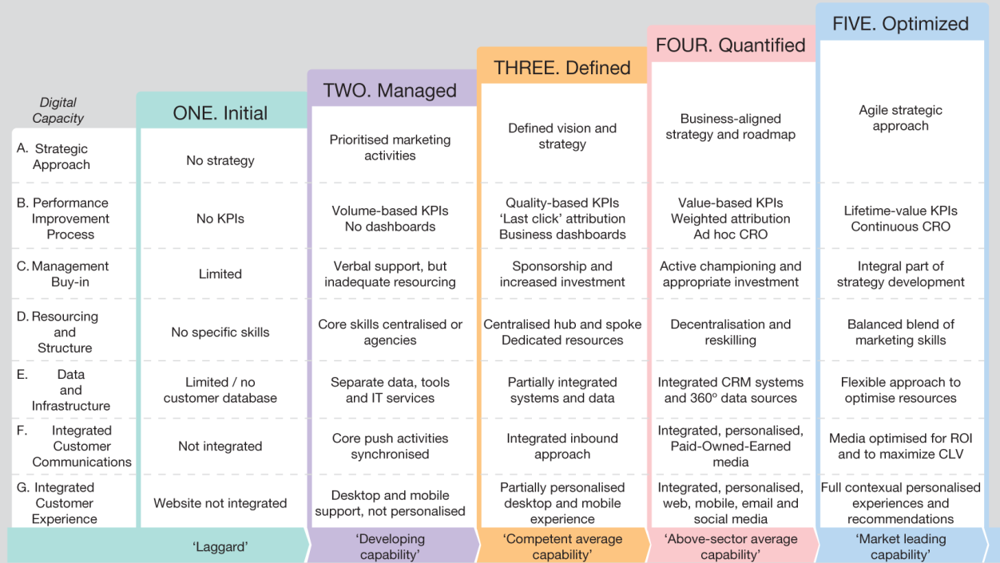 FIVE. Optimized
FOUR. Quantified
THREE. Defined
TWO. Managed
ONE. Initial
Digital
Capacity
A. Strategic
Approach
No strategy
Prioritised marketing
activities
Defined vision and
strategy
Business-aligned
strategy and roadmap
Agile strategic
approach
B. Performance
Improvement
Process
No KPIs
Volume-based KPIs
No dashboards
Quality-based KPIs
‘Last click’ attribution
Business dashboards
Value-based KPIs
Weighted attribution
Ad hoc CRO
Lifetime-value KPIs
Continuous CRO
C. Management
Buy-in
Limited
Verbal support, but
inadequate resourcing
Sponsorship and
increased investment
Active championing and
appropriate investment
Integral part of
strategy development
D. Resourcing
and
Structure
No specific skills
Core skills centralised or
agencies
Centralised hub and spoke
Dedicated resources
Decentralisation and
reskilling
Balanced blend of
marketing skills
E. Data
and
Infrastructure
Limited / no
customer database
Separate data, tools
and IT services
Partially integrated
systems and data
Integrated CRM systems
and 360º data sources
Flexible approach to
optimise resources
F. Integrated
Customer
Communications
Not integrated
Core push activities
synchronised
Integrated inbound
approach
Integrated, personalised,
Paid-Owned-Earned
media
Media optimised for ROI
and to maximize CLV
G. Integrated
Customer
Experience
Website not integrated
Desktop and mobile
support, not personalised
Partially personalised
desktop and mobile
experience
Integrated, personalised,
web, mobile, email and
social media
Full contexual personalised
experiences and
recommendations
‘Laggard’
‘Developing
capability’
‘Competent average
capability’
‘Above-sector average
capability’
‘Market leading
capability’